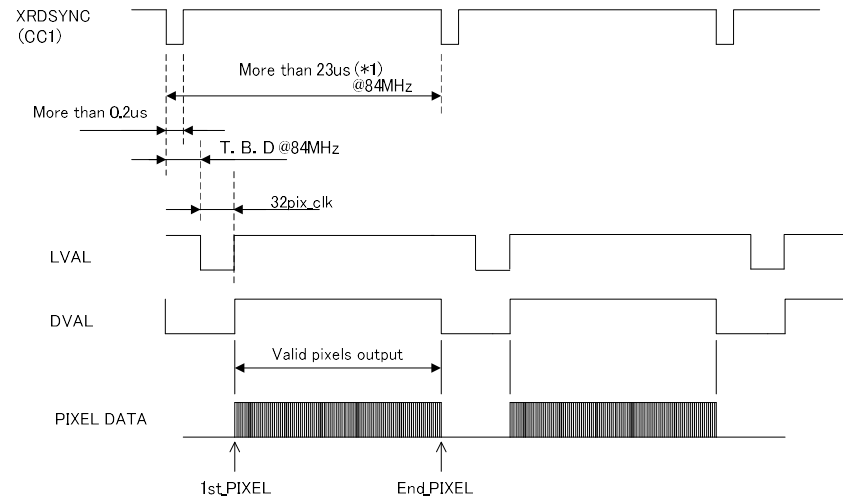 XRDSYNC
(CC1)
More than 23us (*1)
@84MHz
More than 0.2us
T. B. D @84MHz
32pix_clk
LVAL
DVAL
Valid pixels output
PIXEL DATA
1st_PIXEL
End_PIXEL